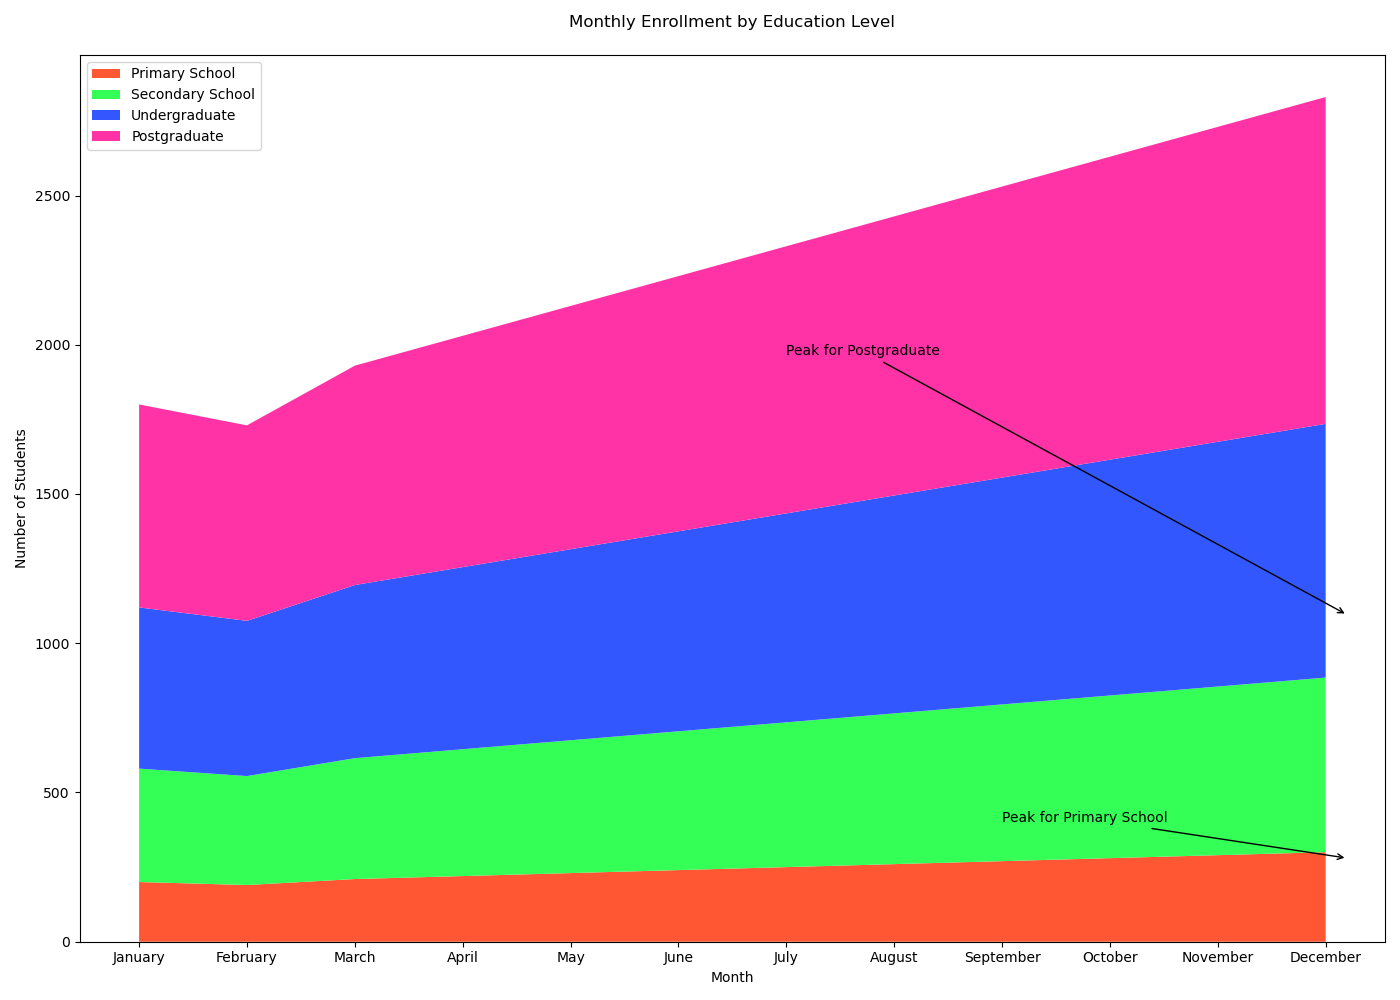 Monthly Enrollment by Education Level
Primary School
Secondary School
Undergraduate
Postgraduate
2500
2000
1500
1000
500
0
Number of Students
Peak for Postgraduate
Peak for Primary School
January February March April May June July August September October November December
Month